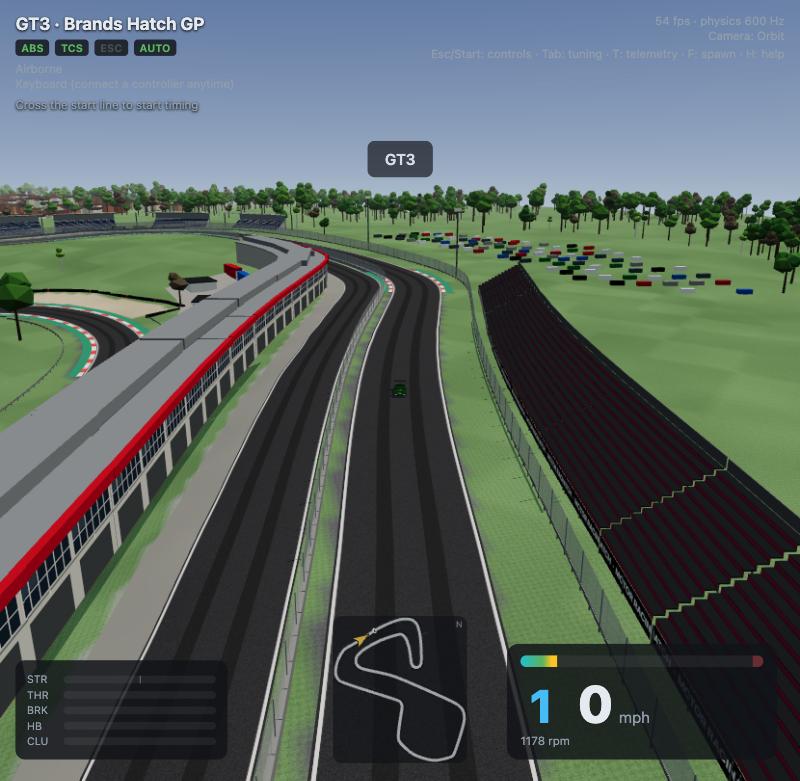 GT3 · Brands Hatch GP
ABS TCS ESC AUTO
Airborne
Keyboard (connect a controller anytime)
Cross the start line to start timing
54 fps · physics 600 Hz
Camera: Orbit
Esc/Start: controls · Tab: tuning · T: telemetry · F: spawn · H: help
GT3
STR
THR
BRK
HB
CLU
N
1 0 mph
1178 rpm